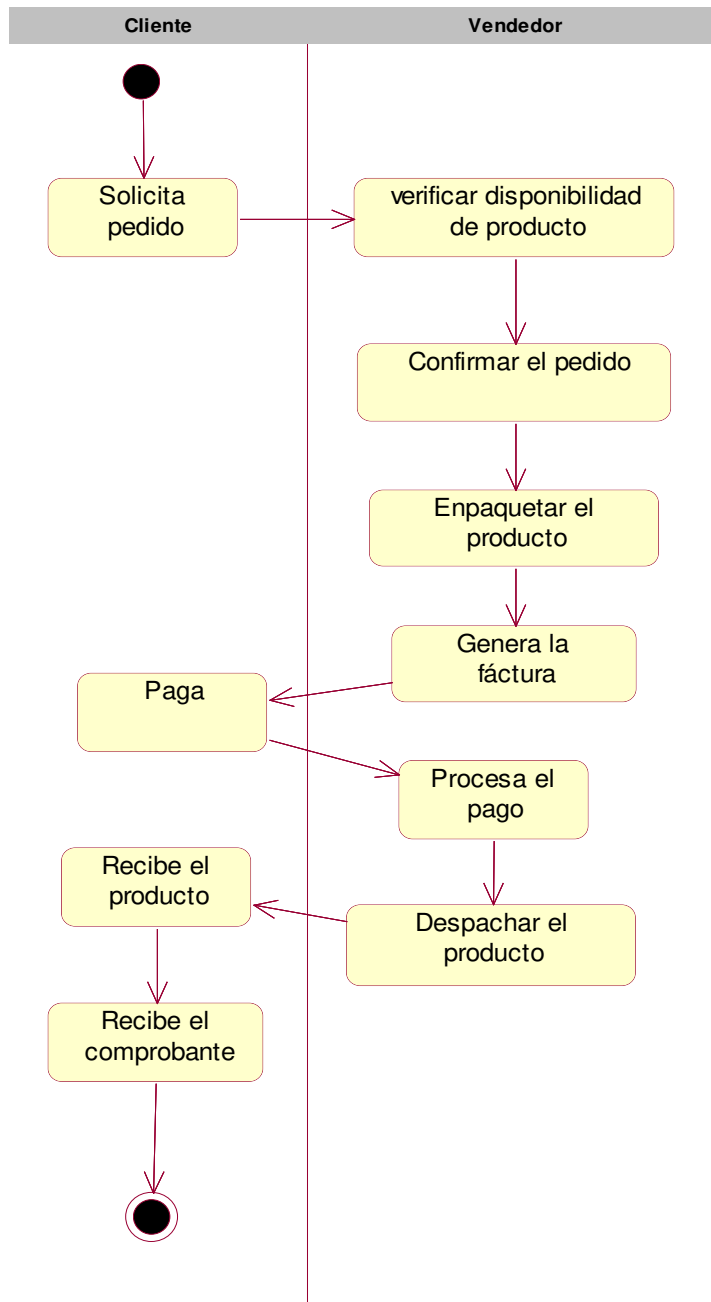 Cliente
Vendedor
Solicita
pedido
verificar disponibilidad
de producto
Confirmar el pedido
Enpaquetar el
producto
Genera la
fáctura
Paga
Procesa el
pago
Recibe el
producto
Despachar el
producto
Recibe el
comprobante